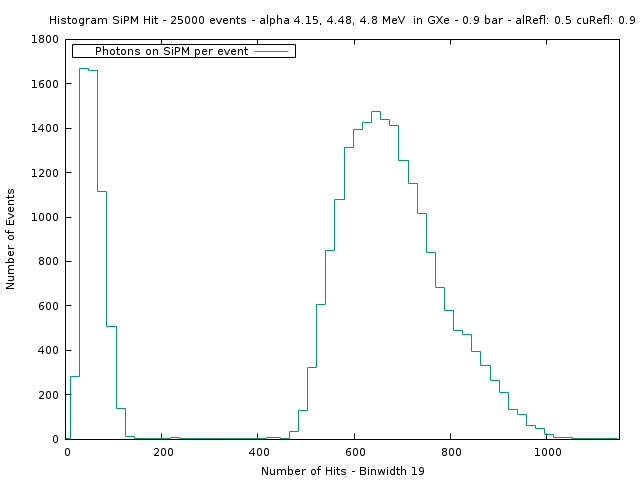 Histogram SiPM Hit - 25000 events - alpha 4.15, 4.48, 4.8 MeV  in GXe - 0.9 bar - alRefl: 0.5 cuRefl: 0.9
Photons on SiPM per event
1800
1600
1400
1200
1000
800
600
400
200
0
Number of Events
0 200 400 600 800 1000
Number of Hits - Binwidth 19